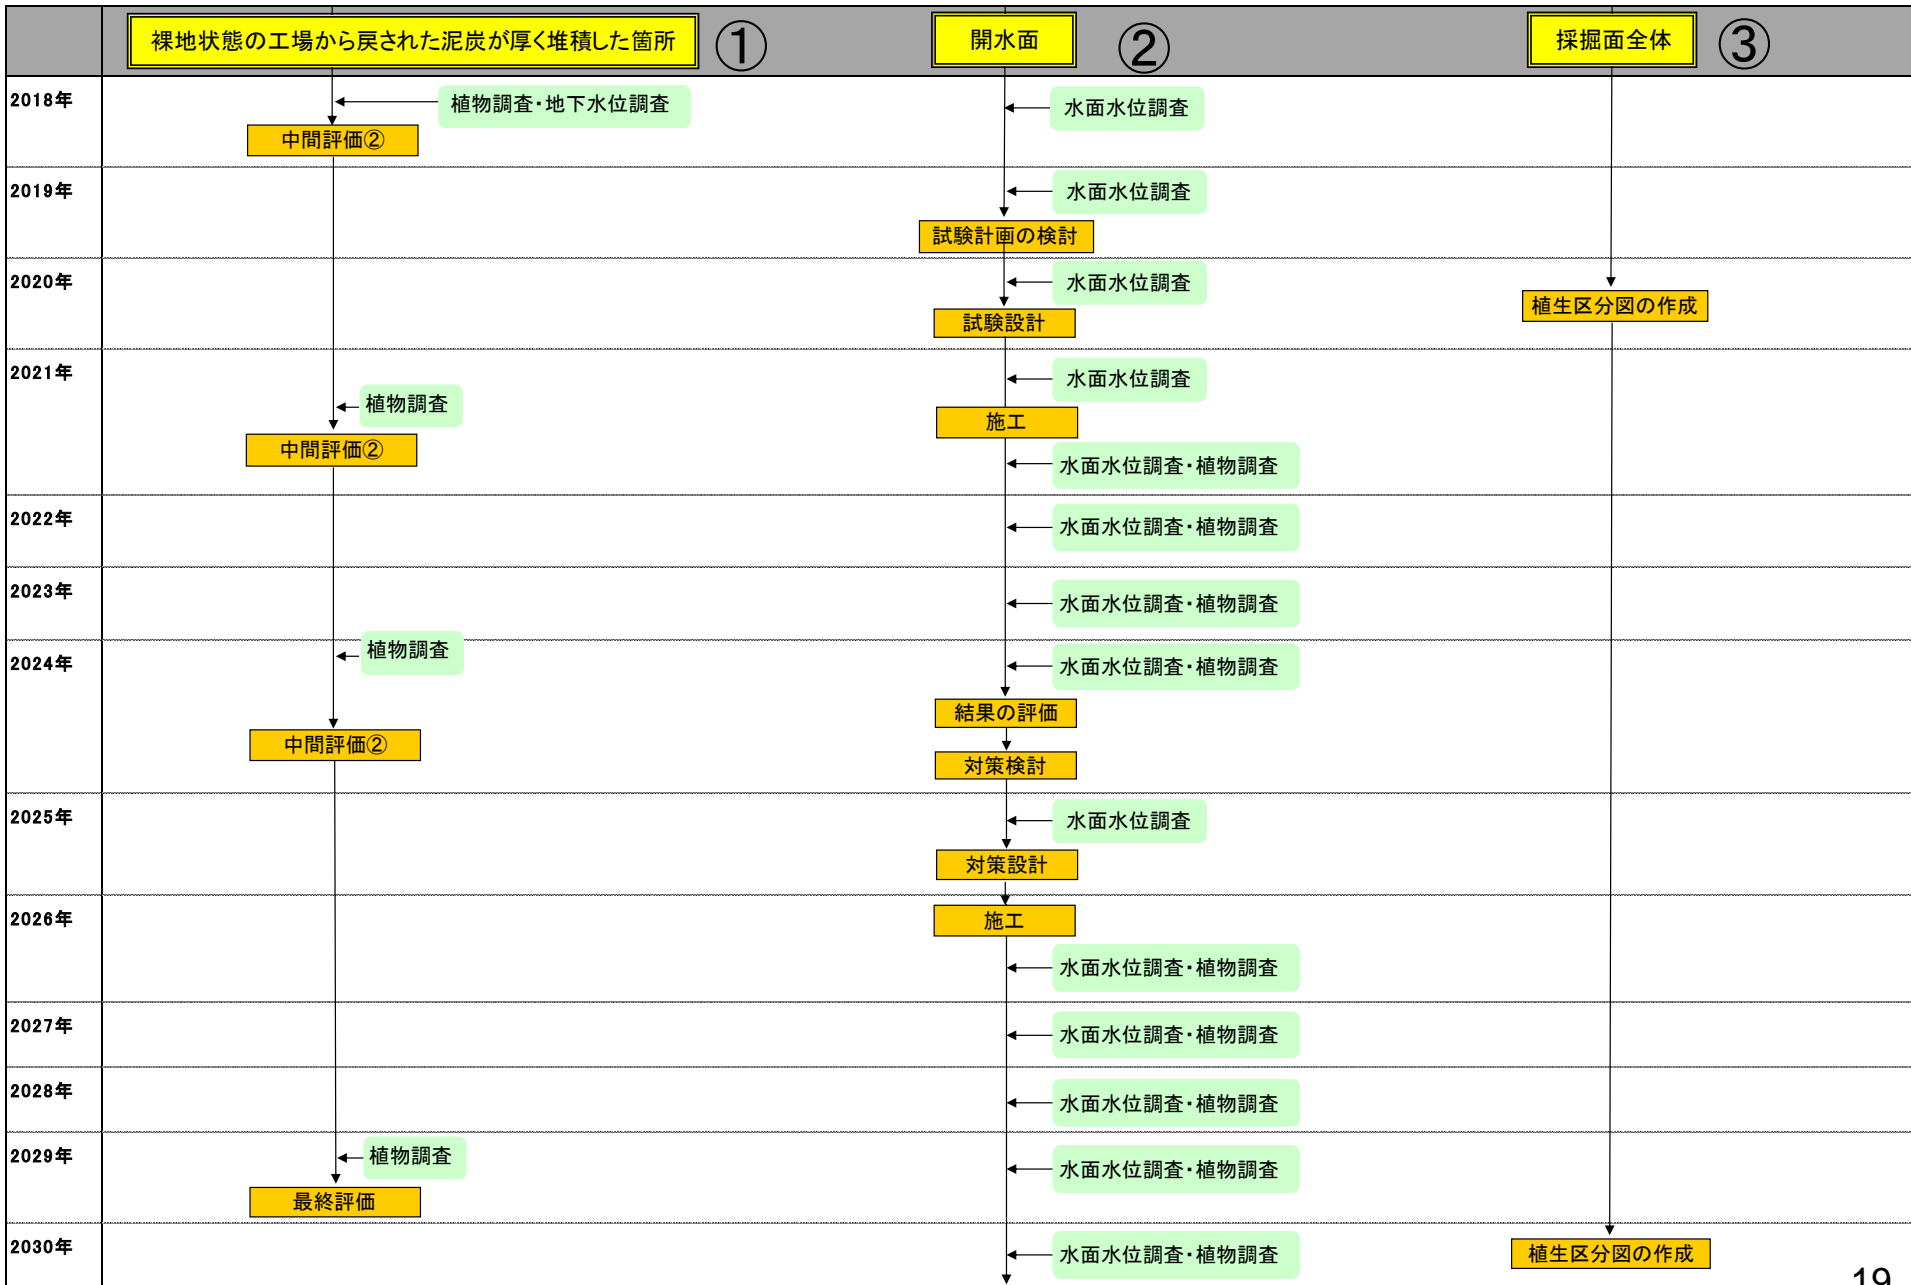 裸地状態の工場から戻された泥炭が厚く堆積した箇所 ① 開水面 ② 採掘面全体 ③
2018年 植物調査・地下水位調査 水面水位調査
中間評価②
2019年 水面水位調査
試験計画の検討
2020年 水面水位調査
試験設計 植生区分図の作成
2021年 水面水位調査
植物調査 施工
中間評価② 水面水位調査・植物調査
2022年 水面水位調査・植物調査
2023年 水面水位調査・植物調査
2024年 植物調査 水面水位調査・植物調査
結果の評価
中間評価② 対策検討
2025年 水面水位調査
対策設計
2026年 施工
水面水位調査・植物調査
2027年 水面水位調査・植物調査
2028年 水面水位調査・植物調査
2029年 植物調査 水面水位調査・植物調査
最終評価
2030年 水面水位調査・植物調査 植生区分図の作成
19